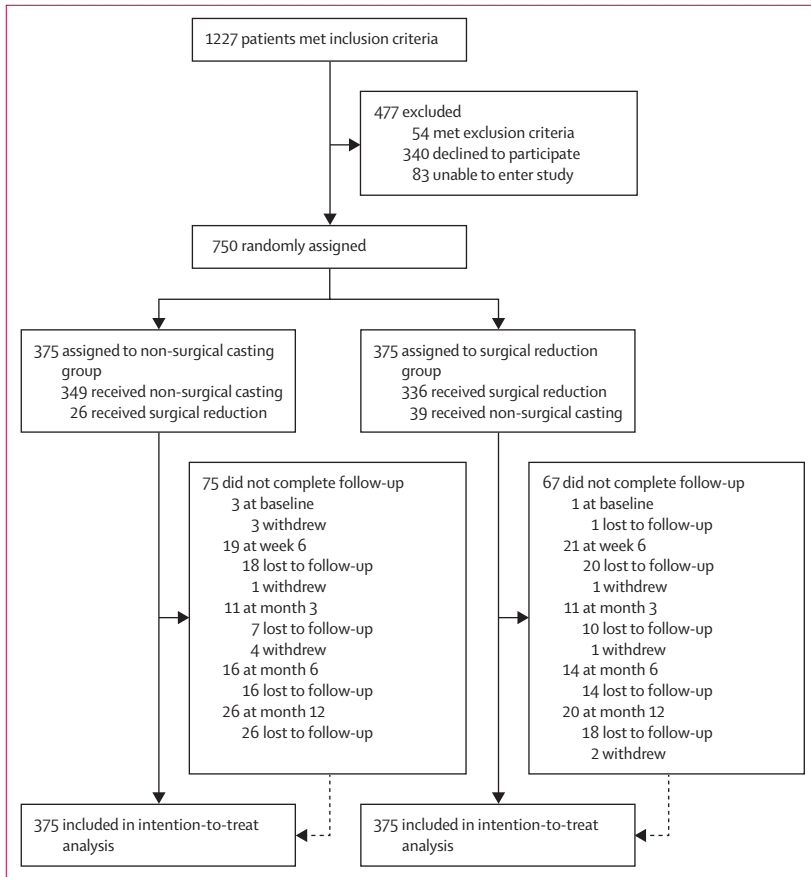 1227 patients met inclusion criteria
477 excluded
54 met exclusion criteria
340 declined to participate
83 unable to enter study
750 randomly assigned
375 assigned to non-surgical casting
group
349 received non-surgical casting
26 received surgical reduction
375 assigned to surgical reduction
group
336 received surgical reduction
39 received non-surgical casting
75 did not complete follow-up
3 at baseline
3 withdrew
19 at week 6
18 lost to follow-up
1 withdrew
11 at month 3
7 lost to follow-up
4 withdrew
16 at month 6
16 lost to follow-up
26 at month 12
26 lost to follow-up
67 did not complete follow-up
1 at baseline
1 lost to follow-up
21 at week 6
20 lost to follow-up
1 withdrew
11 at month 3
10 lost to follow-up
1 withdrew
14 at month 6
14 lost to follow-up
20 at month 12
18 lost to follow-up
2 withdrew
375 included in intention-to-treat
analysis
375 included in intention-to-treat
analysis